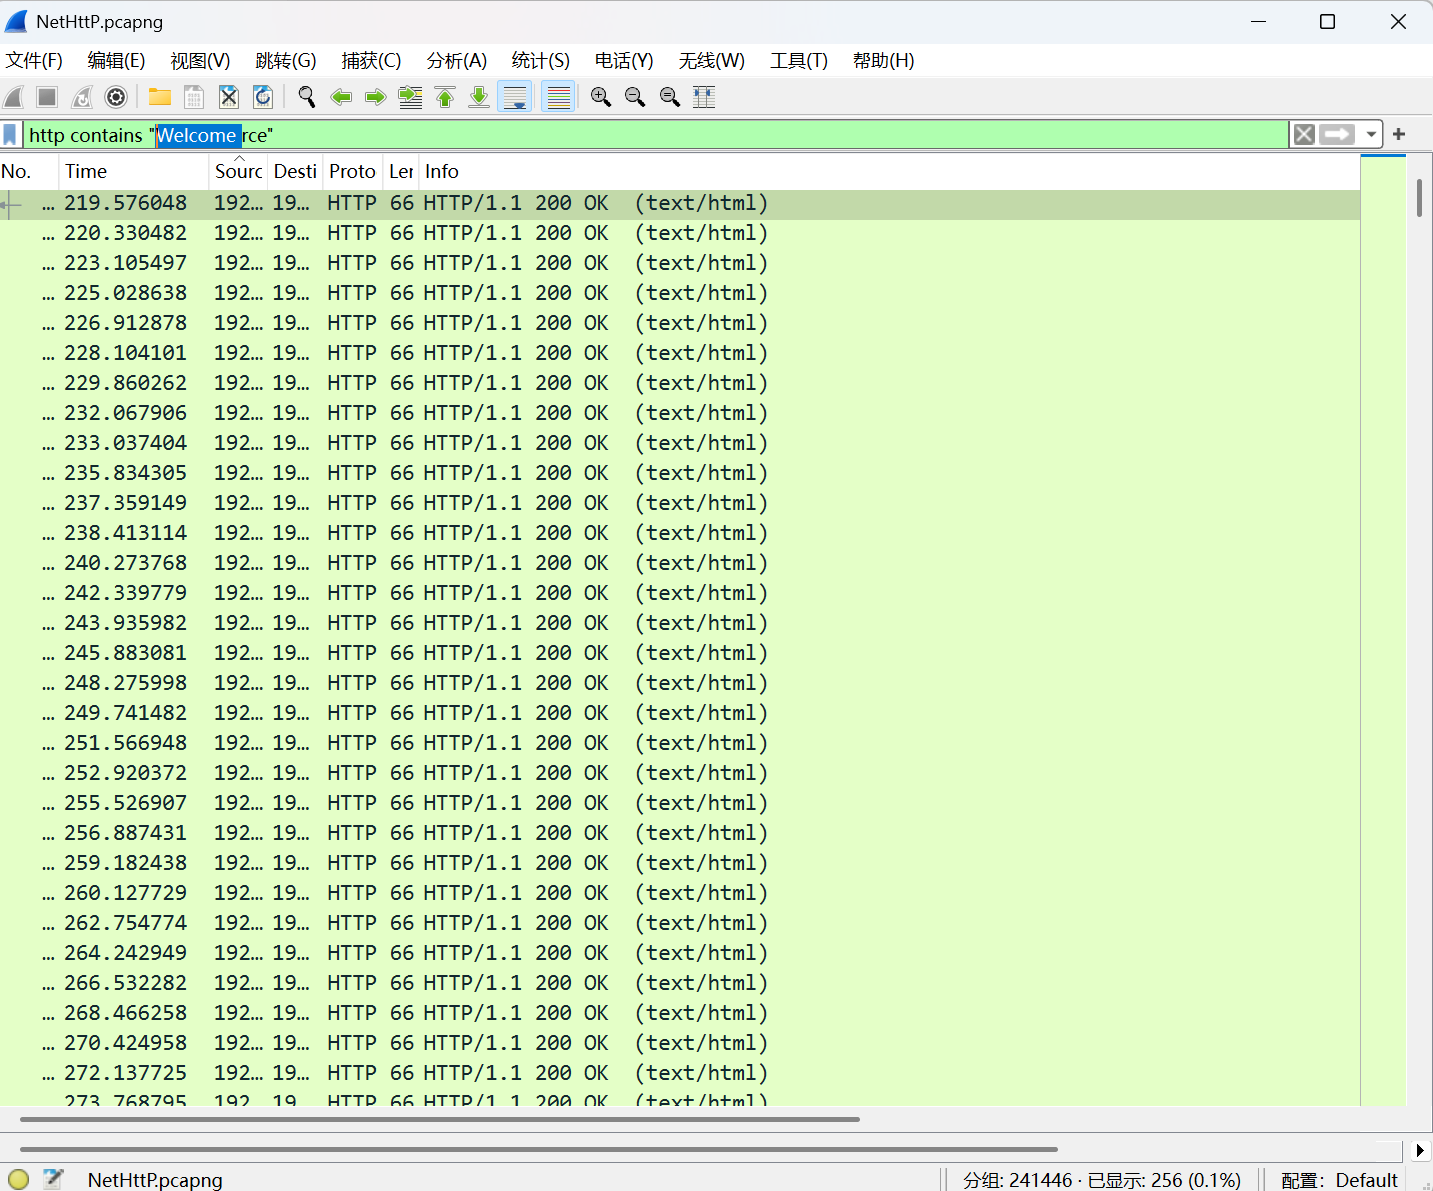 NetHttP.pcapng
文件(F) 编辑(E) 视图(V) 跳转(G) 捕获(C) 分析(A) 统计(S) 电话(Y) 无线(W) 工具(T) 帮助(H)
http contains "Welcome rce"
No. Time Sourc Desti Proto Ler Info
… 219.576048 192… 19… HTTP 66 HTTP/1.1 200 OK (text/html)
… 220.330482 192… 19… HTTP 66 HTTP/1.1 200 OK (text/html)
… 223.105497 192… 19… HTTP 66 HTTP/1.1 200 OK (text/html)
… 225.028638 192… 19… HTTP 66 HTTP/1.1 200 OK (text/html)
… 226.912878 192… 19… HTTP 66 HTTP/1.1 200 OK (text/html)
… 228.104101 192… 19… HTTP 66 HTTP/1.1 200 OK (text/html)
… 229.860262 192… 19… HTTP 66 HTTP/1.1 200 OK (text/html)
… 232.067906 192… 19… HTTP 66 HTTP/1.1 200 OK (text/html)
… 233.037404 192… 19… HTTP 66 HTTP/1.1 200 OK (text/html)
… 235.834305 192… 19… HTTP 66 HTTP/1.1 200 OK (text/html)
… 237.359149 192… 19… HTTP 66 HTTP/1.1 200 OK (text/html)
… 238.413114 192… 19… HTTP 66 HTTP/1.1 200 OK (text/html)
… 240.273768 192… 19… HTTP 66 HTTP/1.1 200 OK (text/html)
… 242.339779 192… 19… HTTP 66 HTTP/1.1 200 OK (text/html)
… 243.935982 192… 19… HTTP 66 HTTP/1.1 200 OK (text/html)
… 245.883081 192… 19… HTTP 66 HTTP/1.1 200 OK (text/html)
… 248.275998 192… 19… HTTP 66 HTTP/1.1 200 OK (text/html)
… 249.741482 192… 19… HTTP 66 HTTP/1.1 200 OK (text/html)
… 251.566948 192… 19… HTTP 66 HTTP/1.1 200 OK (text/html)
… 252.920372 192… 19… HTTP 66 HTTP/1.1 200 OK (text/html)
… 255.526907 192… 19… HTTP 66 HTTP/1.1 200 OK (text/html)
… 256.887431 192… 19… HTTP 66 HTTP/1.1 200 OK (text/html)
… 259.182438 192… 19… HTTP 66 HTTP/1.1 200 OK (text/html)
… 260.127729 192… 19… HTTP 66 HTTP/1.1 200 OK (text/html)
… 262.754774 192… 19… HTTP 66 HTTP/1.1 200 OK (text/html)
… 264.242949 192… 19… HTTP 66 HTTP/1.1 200 OK (text/html)
… 266.532282 192… 19… HTTP 66 HTTP/1.1 200 OK (text/html)
… 268.466258 192… 19… HTTP 66 HTTP/1.1 200 OK (text/html)
… 270.424958 192… 19… HTTP 66 HTTP/1.1 200 OK (text/html)
… 272.137725 192… 19… HTTP 66 HTTP/1.1 200 OK (text/html)
273.768795 192 19 HTTP 66 HTTP/1.1 200 OK (text/html)
NetHttP.pcapng 分组: 241446 · 已显示: 256 (0.1%) 配置: Default